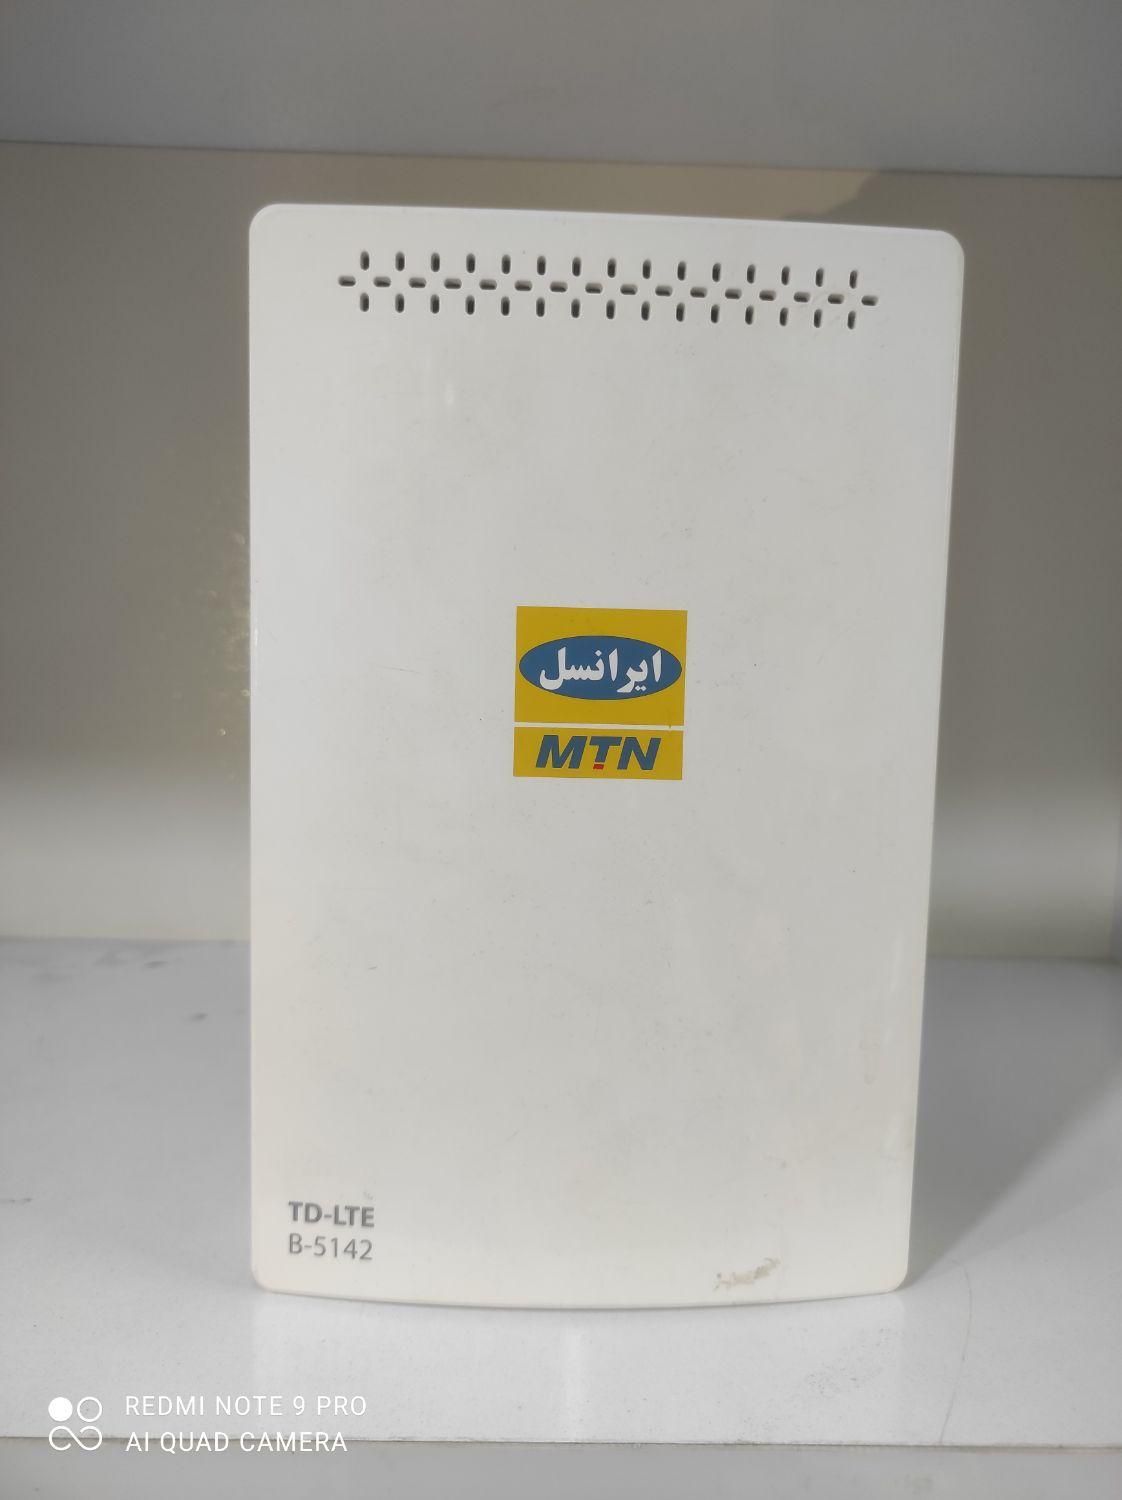 ایرانسل
MTN
TD-LTE
B-5142
REDMI NOTE 9 PRO
AI QUAD CAMERA